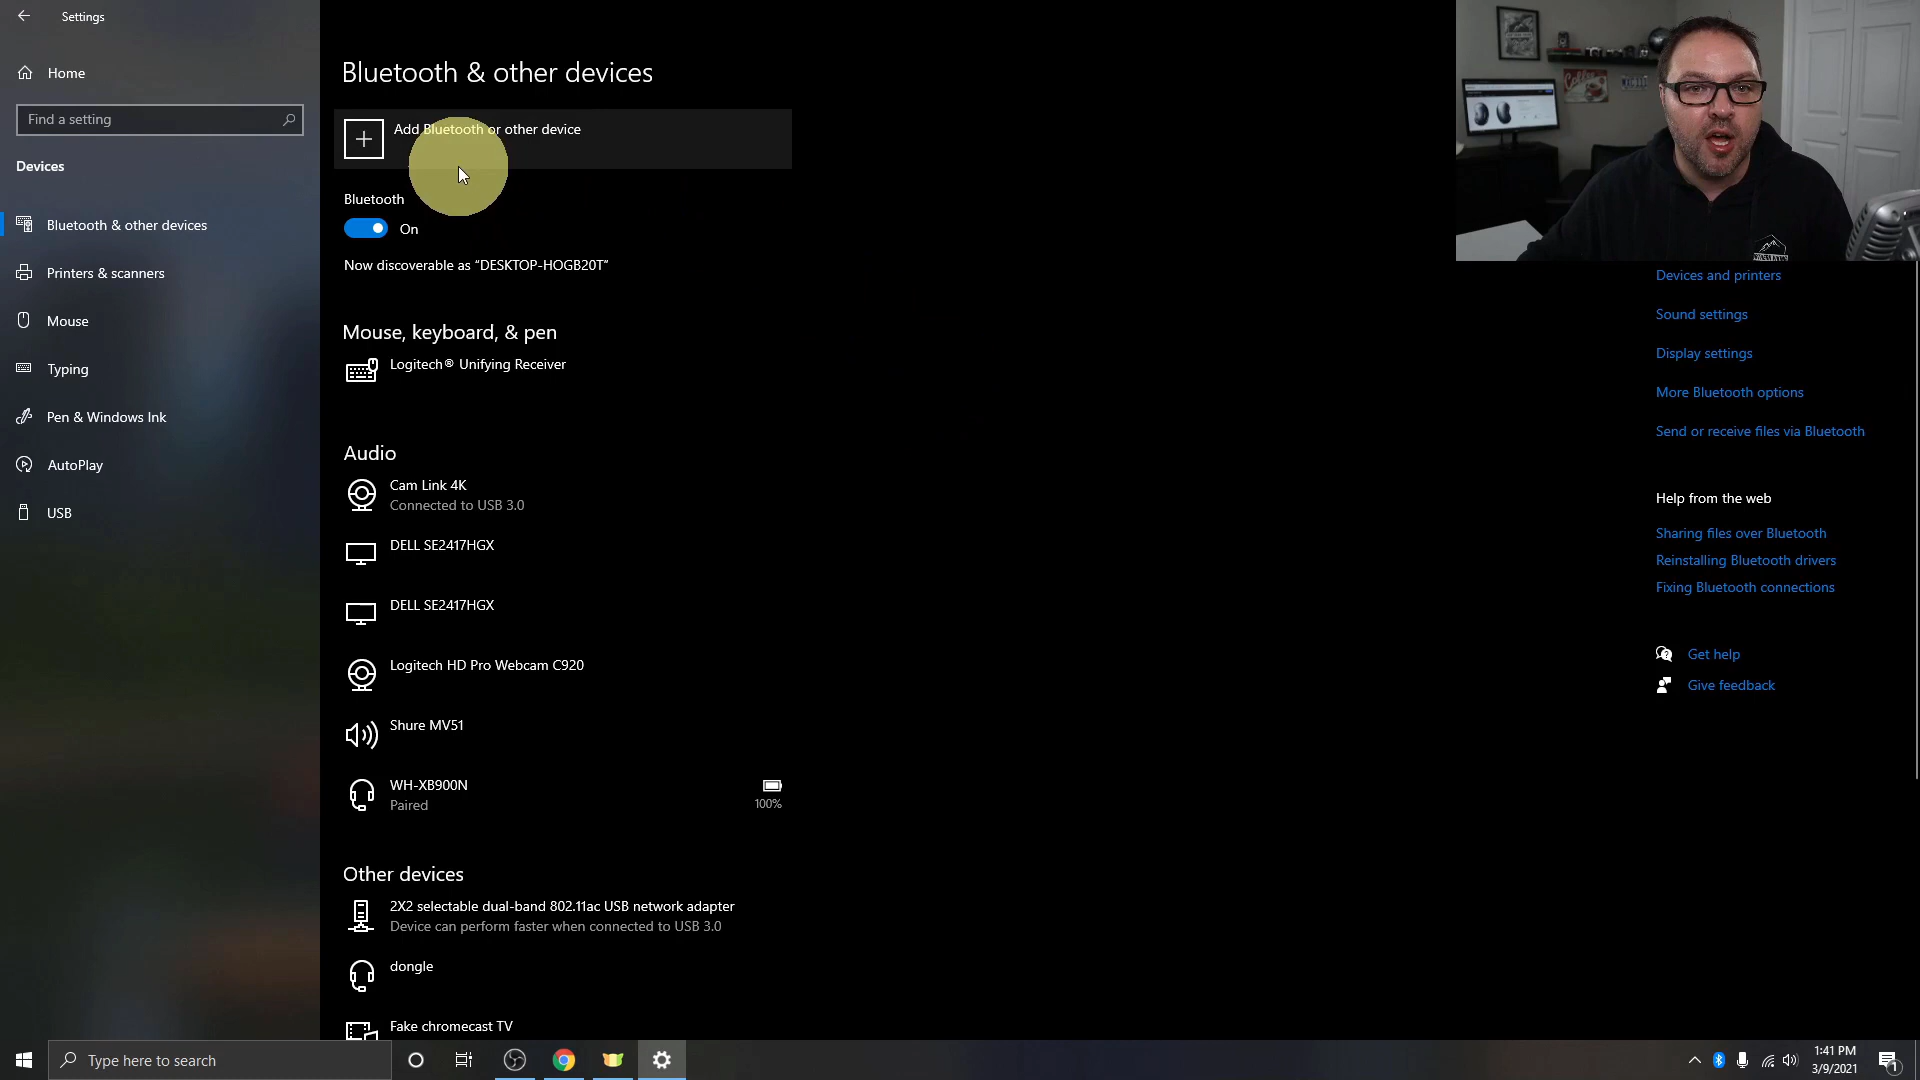 Settings
Home
Find a setting
Devices
Bluetooth & other devices
Printers & scanners
Mouse
Typing
Pen & Windows Ink
AutoPlay
USB
Bluetooth & other devices
Add Bluetooth or other device
Bluetooth
On
Now discoverable as “DESKTOP-HOGB20T”
Mouse, keyboard, & pen
Logitech® Unifying Receiver
Audio
Cam Link 4K
Connected to USB 3.0
DELL SE2417HGX
DELL SE2417HGX
Logitech HD Pro Webcam C920
Shure MV51
WH-XB900N
Paired
100%
Other devices
2X2 selectable dual-band 802.11ac USB network adapter
Device can perform faster when connected to USB 3.0
dongle
Fake chromecast TV
Devices and printers
Sound settings
Display settings
More Bluetooth options
Send or receive files via Bluetooth
Help from the web
Sharing files over Bluetooth
Reinstalling Bluetooth drivers
Fixing Bluetooth connections
Get help
Give feedback
Type here to search
1:41 PM
3/9/2021
1